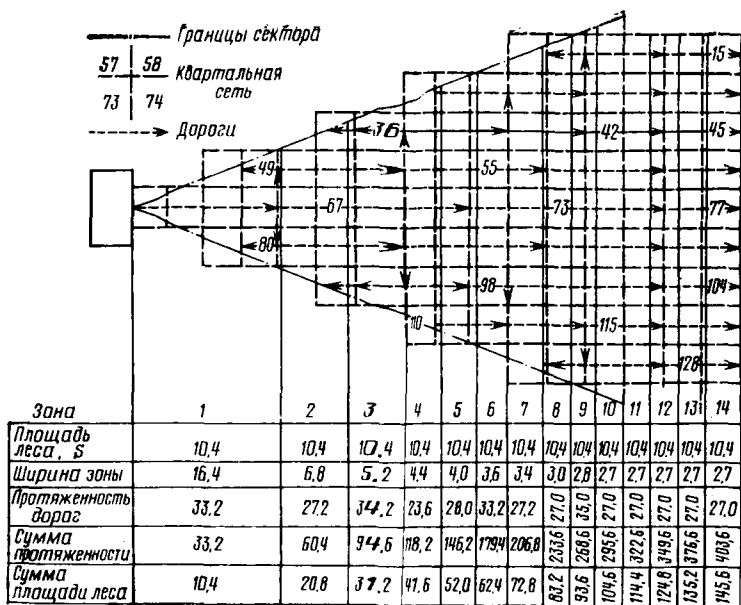 Границы сектора
57 58
Квартальная
сеть
73 74
Дороги
15
36 42 45
49 55
67 73 77
80
98 104
110 115
128
Зона 1 2 3 4 5 6 7 8 9 10 11 12 13 14
Площадь
леса, S 10,4 10,4 10,4 10,4 10,4 10,4 10,4 10,4 10,4 10,4 10,4 10,4 10,4 10,4
Ширина зоны 16,4 6,8 5.2 4,4 4,0 3,6 3,4 3,0 2,8 2,7 2,7 2,7 2,7 2,7
Протяженность
дорог 33,2 27,2 34.2 23,6 28,0 33,2 27,2 27,0 35,0 27,0 27,0 27,0 27,0 27,0
Сумма
протяженности 33,2 60,4 94,6 118,2 146,2 179,4 206,8 233,6 268,6 295,6 322,6 349,6 376,6 403,6
Сумма
площади леса 10,4 20,8 31,2 41,6 52,0 62,4 72,8 83,2 93,6 104,6 114,4 124,8 135,2 145,6